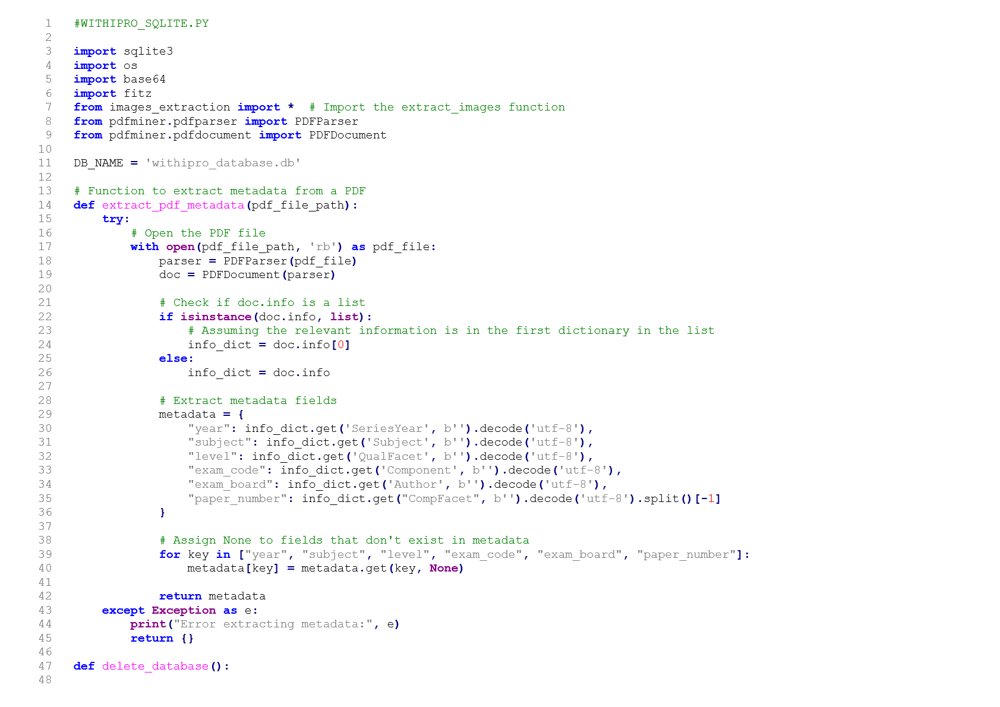 1 #WITHIPRO_SQLITE.PY
2
3 import sqlite3
4 import os
5 import base64
6 import fitz
7 from images_extraction import *  # Import the extract_images function
8 from pdfminer.pdfparser import PDFParser
9 from pdfminer.pdfdocument import PDFDocument
10
11 DB_NAME = 'withipro_database.db'
12
13 # Function to extract metadata from a PDF
14 def extract_pdf_metadata(pdf_file_path):
15     try:
16         # Open the PDF file
17         with open(pdf_file_path, 'rb') as pdf_file:
18             parser = PDFParser(pdf_file)
19             doc = PDFDocument(parser)
20
21             # Check if doc.info is a list
22             if isinstance(doc.info, list):
23                 # Assuming the relevant information is in the first dictionary in the list
24                 info_dict = doc.info[0]
25             else:
26                 info_dict = doc.info
27
28             # Extract metadata fields
29             metadata = {
30                 "year": info_dict.get('SeriesYear', b'').decode('utf-8'),
31                 "subject": info_dict.get('Subject', b'').decode('utf-8'),
32                 "level": info_dict.get('QualFacet', b'').decode('utf-8'),
33                 "exam_code": info_dict.get('Component', b'').decode('utf-8'),
34                 "exam_board": info_dict.get('Author', b'').decode('utf-8'),
35                 "paper_number": info_dict.get("CompFacet", b'').decode('utf-8').split()[-1]
36             }
37
38             # Assign None to fields that don't exist in metadata
39             for key in ["year", "subject", "level", "exam_code", "exam_board", "paper_number"]:
40                 metadata[key] = metadata.get(key, None)
41
42             return metadata
43     except Exception as e:
44         print("Error extracting metadata:", e)
45         return {}
46
47 def delete_database():
48